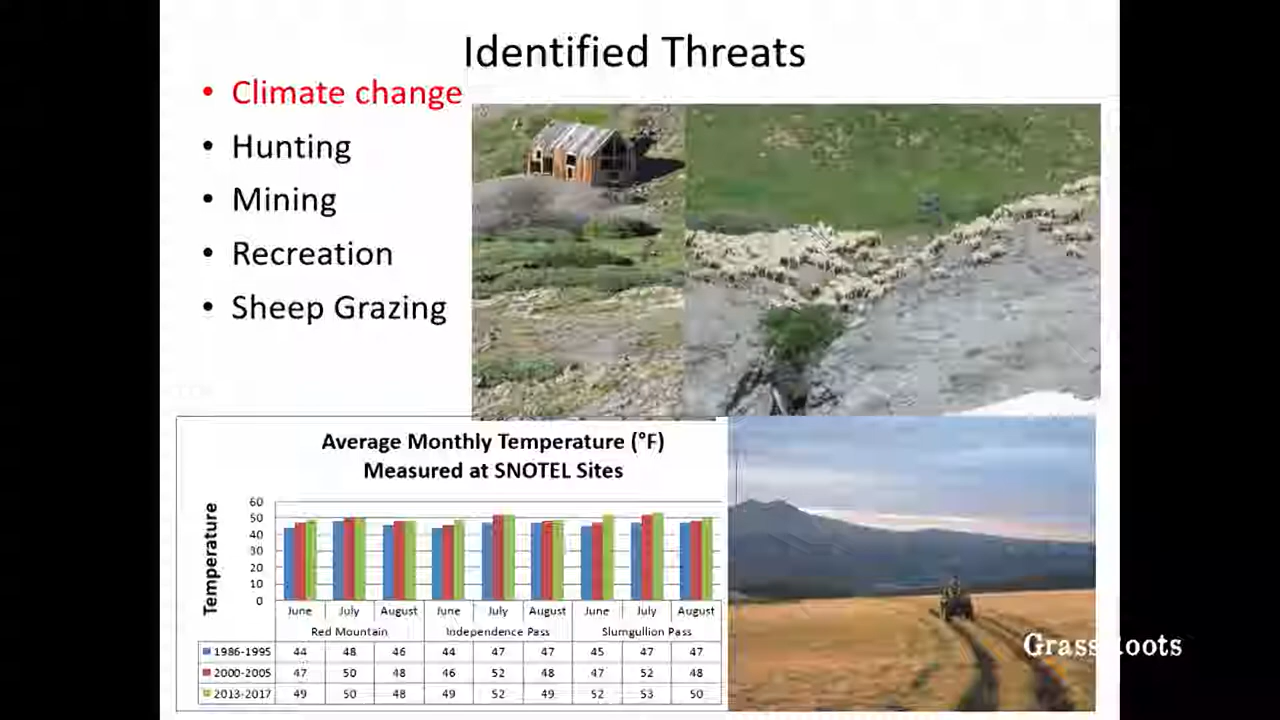 Identified Threats
• Climate change
• Hunting
• Mining
• Recreation
• Sheep Grazing
Average Monthly Temperature (°F)
Measured at SNOTEL Sites
Temperature
60
50
40
30
20
10
0
June July August June July August June July August
Red Mountain Independence Pass Slumgullion Pass
1986-1995 44 48 46 44 47 47 45 47 47
2000-2005 47 50 48 46 52 48 47 52 48
2013-2017 49 50 48 49 52 49 52 53 50